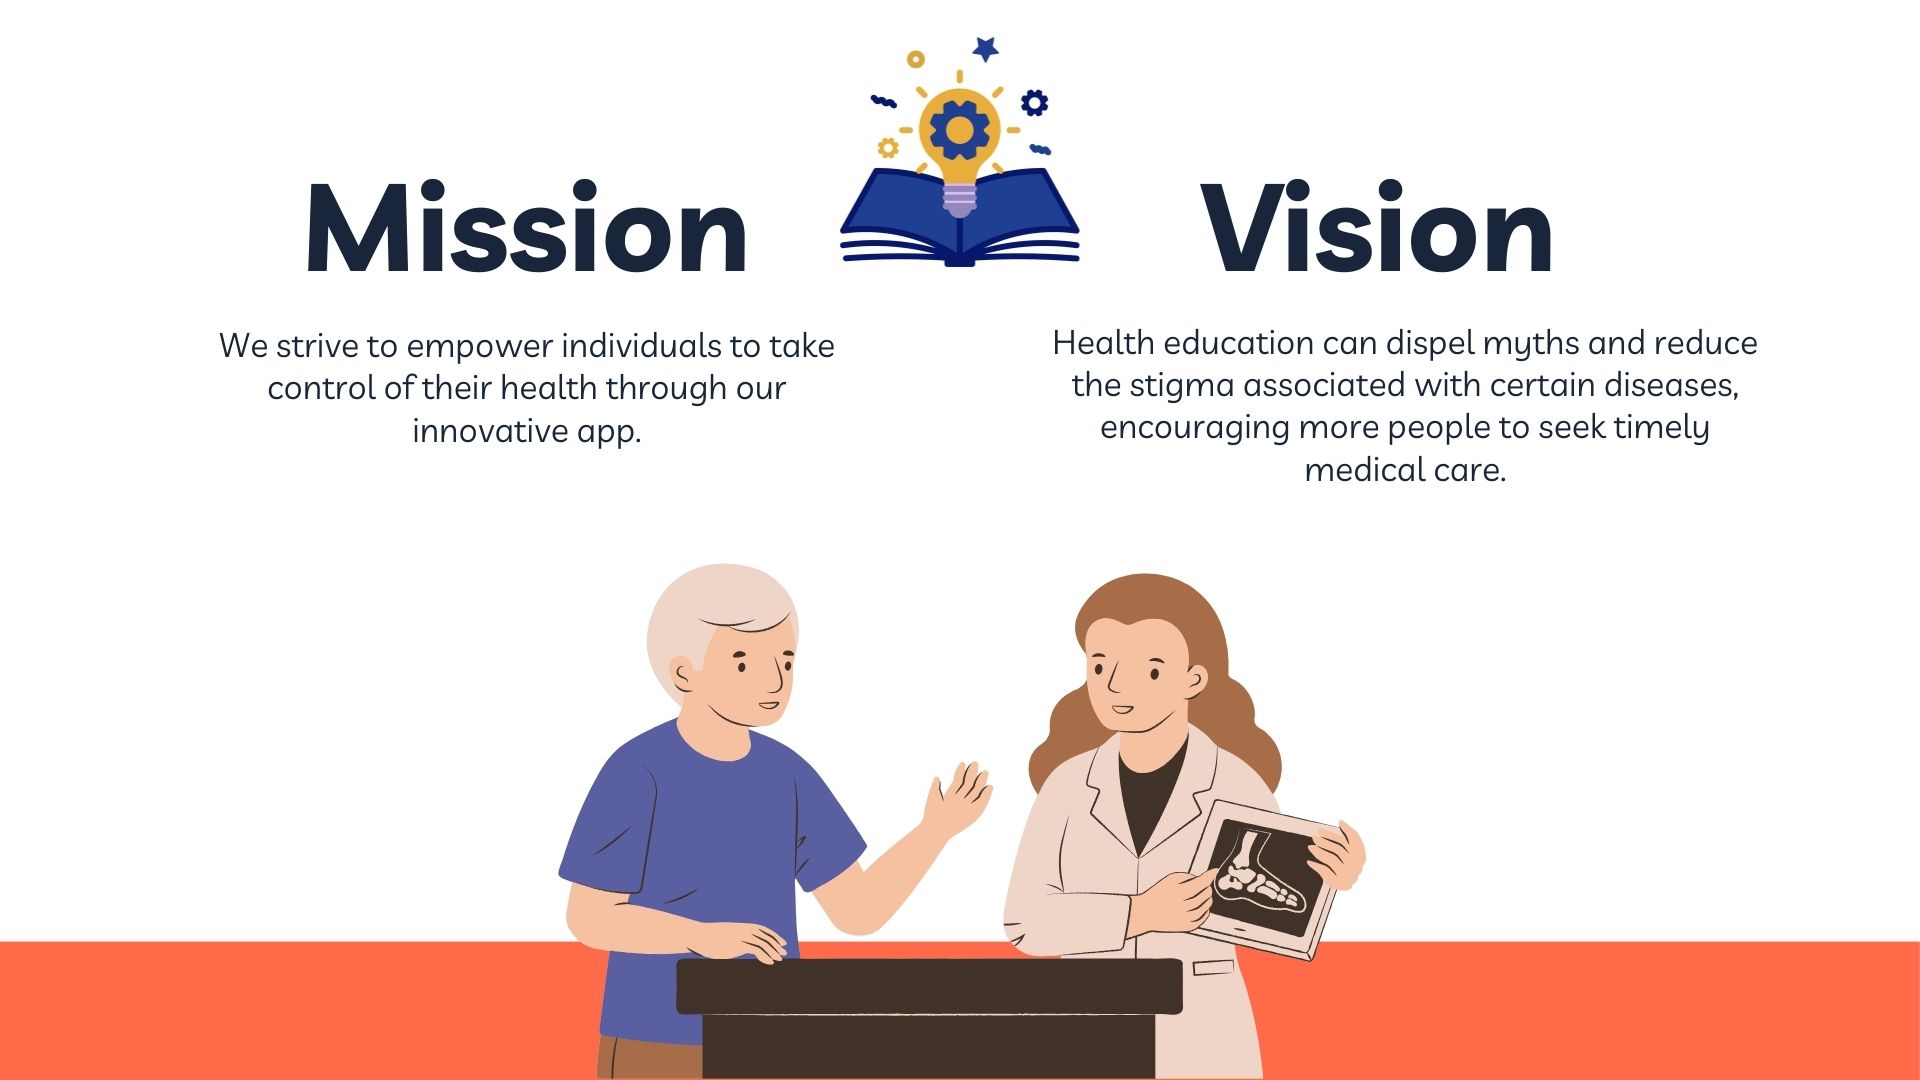 Mission
We strive to empower individuals to take
control of their health through our
innovative app.
Vision
Health education can dispel myths and reduce
the stigma associated with certain diseases,
encouraging more people to seek timely
medical care.